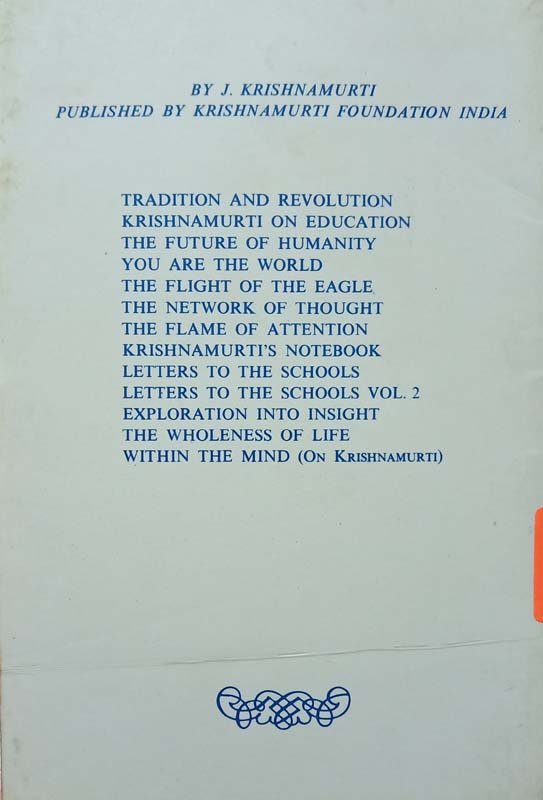 BY J. KRISHNAMURTI
PUBLISHED BY KRISHNAMURTI FOUNDATION INDIA
TRADITION AND REVOLUTION
KRISHNAMURTI ON EDUCATION
THE FUTURE OF HUMANITY
YOU ARE THE WORLD
THE FLIGHT OF THE EAGLE
THE NETWORK OF THOUGHT
THE FLAME OF ATTENTION
KRISHNAMURTI'S NOTEBOOK
LETTERS TO THE SCHOOLS
LETTERS TO THE SCHOOLS VOL. 2
EXPLORATION INTO INSIGHT
THE WHOLENESS OF LIFE
WITHIN THE MIND (ON KRISHNAMURTI)